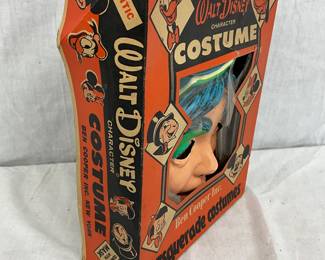 WALT DISNEY
CHARACTER
COSTUME
Ben Cooper Inc.
masquerade costumes
WALT DISNEY
CHARACTER
COSTUME
BEN COOPER INC. NEW YORK